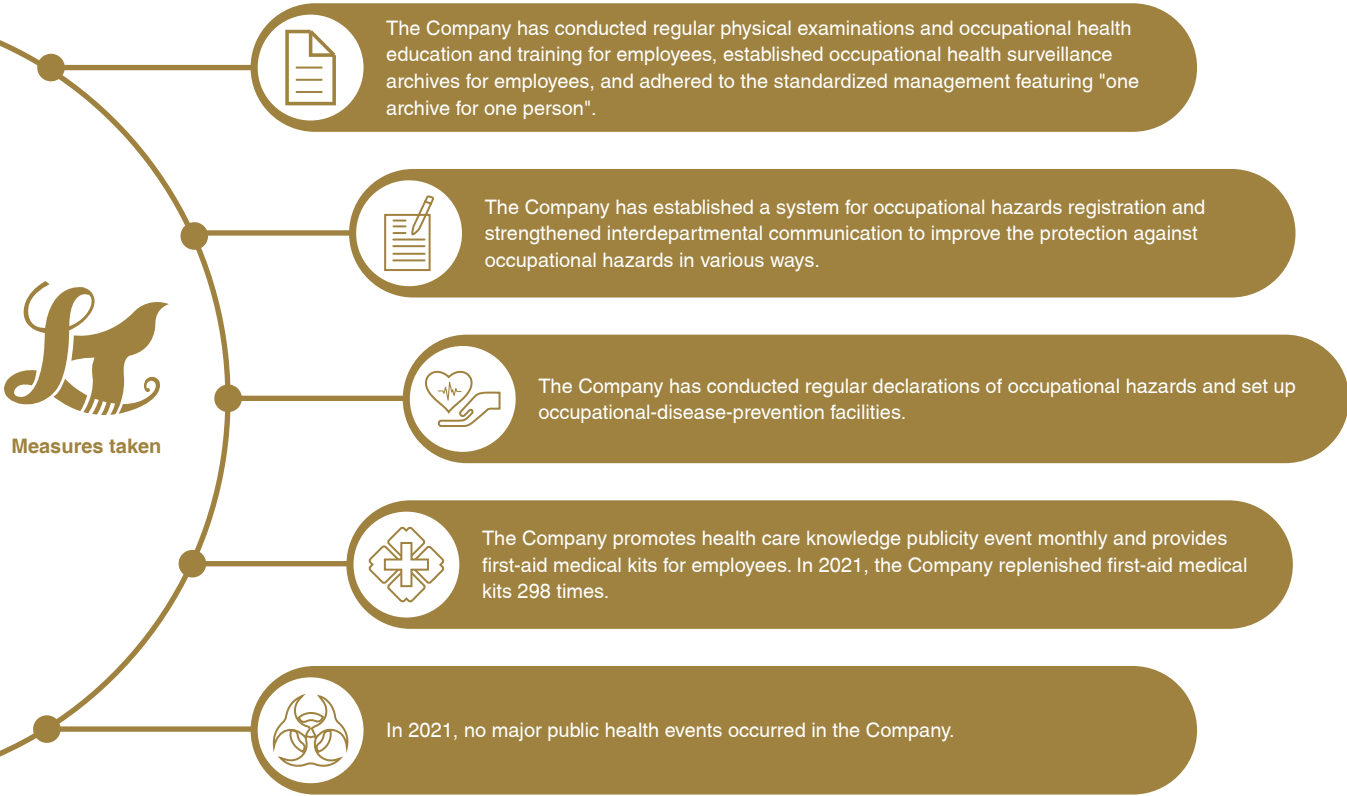 The Company has conducted regular physical examinations and occupational health
education and training for employees, established occupational health surveillance
archives for employees, and adhered to the standardized management featuring "one
archive for one person".
The Company has established a system for occupational hazards registration and
strengthened interdepartmental communication to improve the protection against
occupational hazards in various ways.
Measures taken
The Company has conducted regular declarations of occupational hazards and set up
occupational-disease-prevention facilities.
The Company promotes health care knowledge publicity event monthly and provides
first-aid medical kits for employees. In 2021, the Company replenished first-aid medical
kits 298 times.
In 2021, no major public health events occurred in the Company.